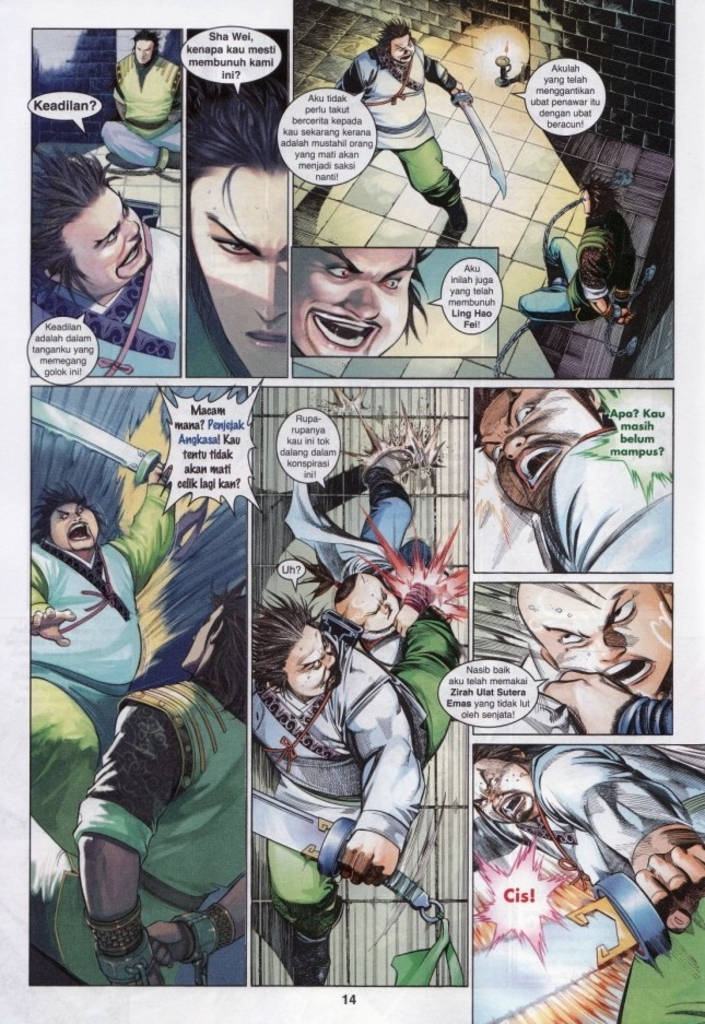 Keadilan?
Keadilan
adalah dalam
tanganku yang
memegang
golok ini!
Sha Wei,
kenapa kau mesti
membunuh kami
ini?
Aku tidak
perlu takut
bercerita kepada
kau sekarang kerana
adalah mustahil orang
yang mati akan
menjadi saksi
nanti!
Akulah
yang telah
menggantikan
ubat penawar itu
dengan ubat
beracun!
Aku
inilah juga
yang telah
membunuh
Ling Hao
Fei!
Macam
mana? Penjejak
Angkasa! Kau
tentu tidak
akan mati
celik lagi kan?
Rupa-
rupanya
kau ini tok
dalang dalam
konspirasi
ini!
Uh?
Apa? Kau
masih
belum
mampus?
Nasib baik
aku telah memakai
Zirah Ulat Sutera
Emas yang tidak lut
oleh senjata!
Cis!
14